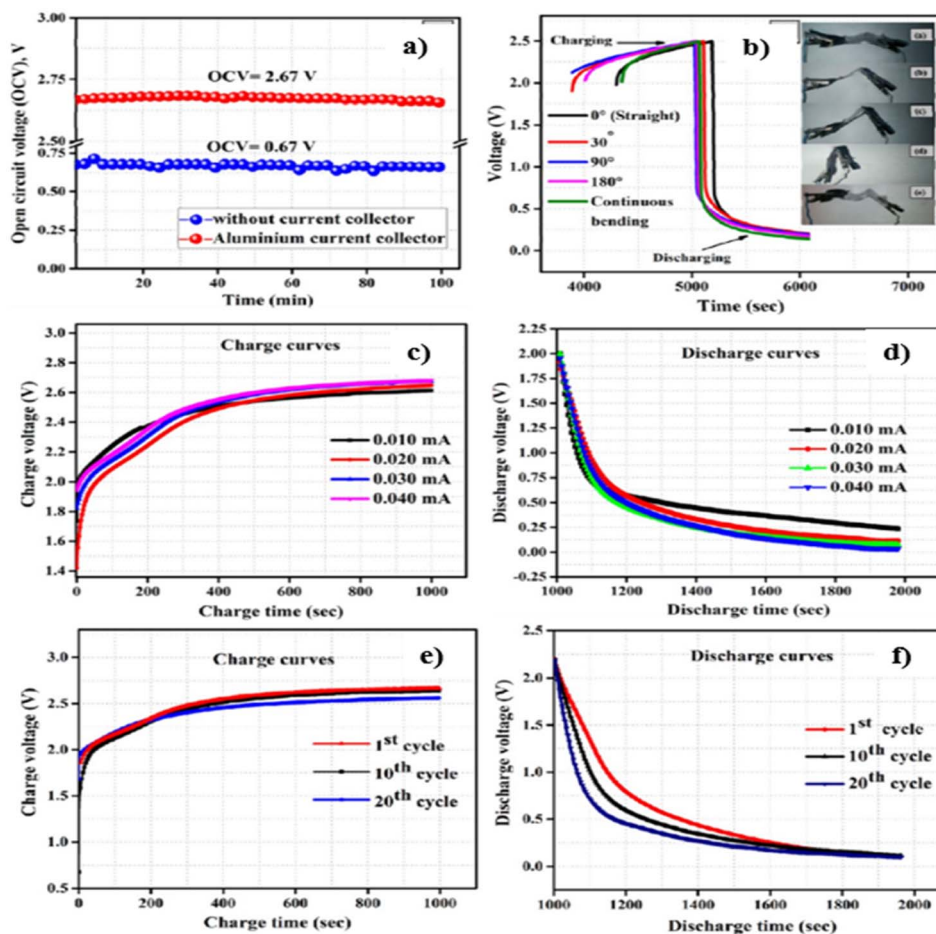 a)
Open circuit voltage (OCV), V
2.75
2.50
0.75
0.50
0.25
0.00
OCV= 2.67 V
OCV= 0.67 V
without current collector
Aluminium current collector
20 40 60 80 100
Time (min)
b)
Voltage (V)
2.5
2.0
1.5
1.0
0.5
0.0
Charging
0° (Straight)
30°
90°
180°
Continuous
bending
Discharging
(a)
(b)
(c)
(d)
(e)
4000 5000 6000 7000
Time (sec)
c)
Charge curves
Charge voltage (V)
3.0
2.8
2.6
2.4
2.2
2.0
1.8
1.6
1.4
0.010 mA
0.020 mA
0.030 mA
0.040 mA
0 200 400 600 800 1000
Charge time (sec)
d)
Discharge curves
Discharge voltage (V)
2.25
2.00
1.75
1.50
1.25
1.00
0.75
0.50
0.25
0.00
-0.25
0.010 mA
0.020 mA
0.030 mA
0.040 mA
1000 1200 1400 1600 1800 2000
Discharge time (sec)
e)
Charge curves
Charge voltage (V)
3.0
2.5
2.0
1.5
1.0
0.5
1st cycle
10th cycle
20th cycle
0 200 400 600 800 1000
Charge time (sec)
f)
Discharge curves
Discharge voltage (V)
2.5
2.0
1.5
1.0
0.5
0.0
1st cycle
10th cycle
20th cycle
1000 1200 1400 1600 1800 2000
Discharge time (sec)